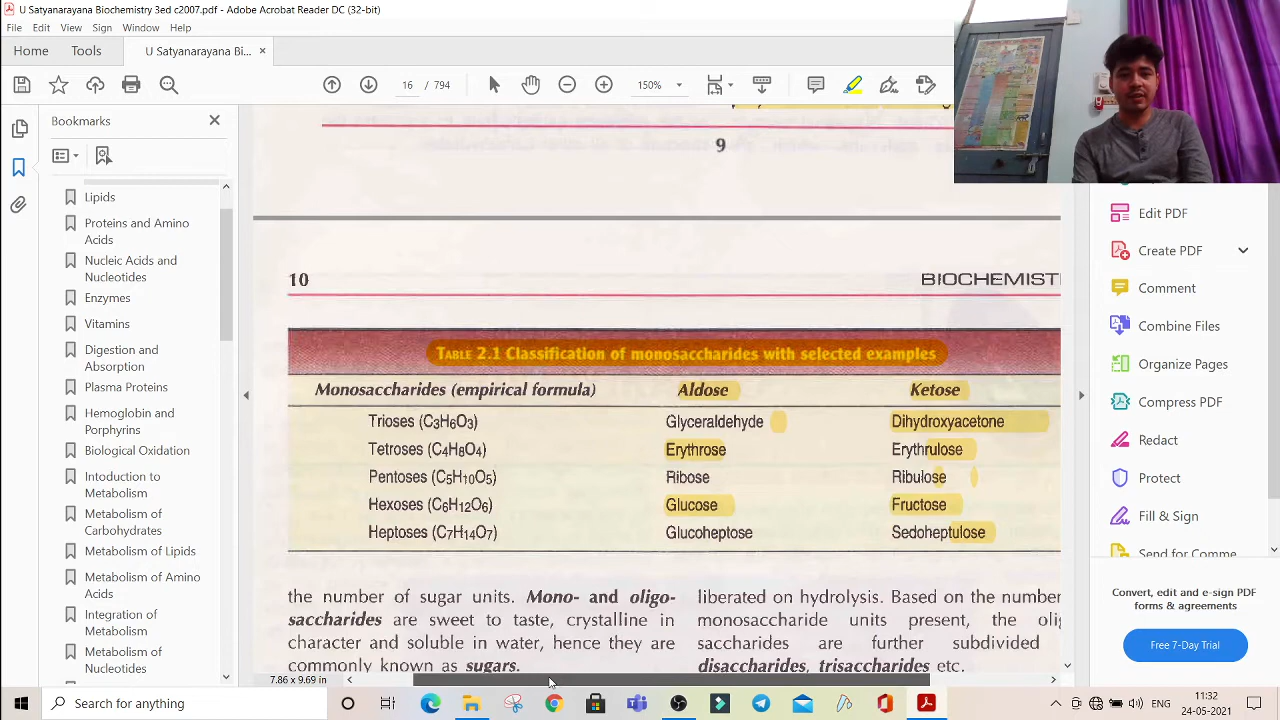 U Satyanarayana Biochemistry 3ed c2007.pdf - Adobe Acrobat Reader DC (32-bit)
File Edit View Sign Window Help
Home Tools U Satyanarayana Bi... ×
16 / 794 150%
Bookmarks
Lipids
Proteins and Amino
Acids
Nucleic Acids and
Nucleotides
Enzymes
Vitamins
Digestion and
Absorption
Plasma Proteins
Hemoglobin and
Porphyrins
Biological Oxidation
Intoduction to
Metabolism
Metabolism of
Carbohydrates
Metabolism of Lipids
Metabolism of Amino
Acids
Integration of
Metabolism
Metabolism of
Nucleotides
9
10 BIOCHEMIST
TABLE 2.1 Classification of monosaccharides with selected examples
Monosaccharides (empirical formula) Aldose Ketose
Trioses (C3H6O3) Glyceraldehyde Dihydroxyacetone
Tetroses (C4H8O4) Erythrose Erythrulose
Pentoses (C5H10O5) Ribose Ribulose
Hexoses (C6H12O6) Glucose Fructose
Heptoses (C7H14O7) Glucoheptose Sedoheptulose
the number of sugar units. Mono- and oligo-
saccharides are sweet to taste, crystalline in
character and soluble in water, hence they are
commonly known as sugars.
liberated on hydrolysis. Based on the number
monosaccharide units present, the olig
saccharides are further subdivided
disaccharides, trisaccharides etc.
7.86 x 9.69 in
Edit PDF
Create PDF
Comment
Combine Files
Organize Pages
Compress PDF
Redact
Protect
Fill & Sign
Send for Comme
Convert, edit and e-sign PDF
forms & agreements
Free 7-Day Trial
Type here to search
ENG
11:32
24-05-2021